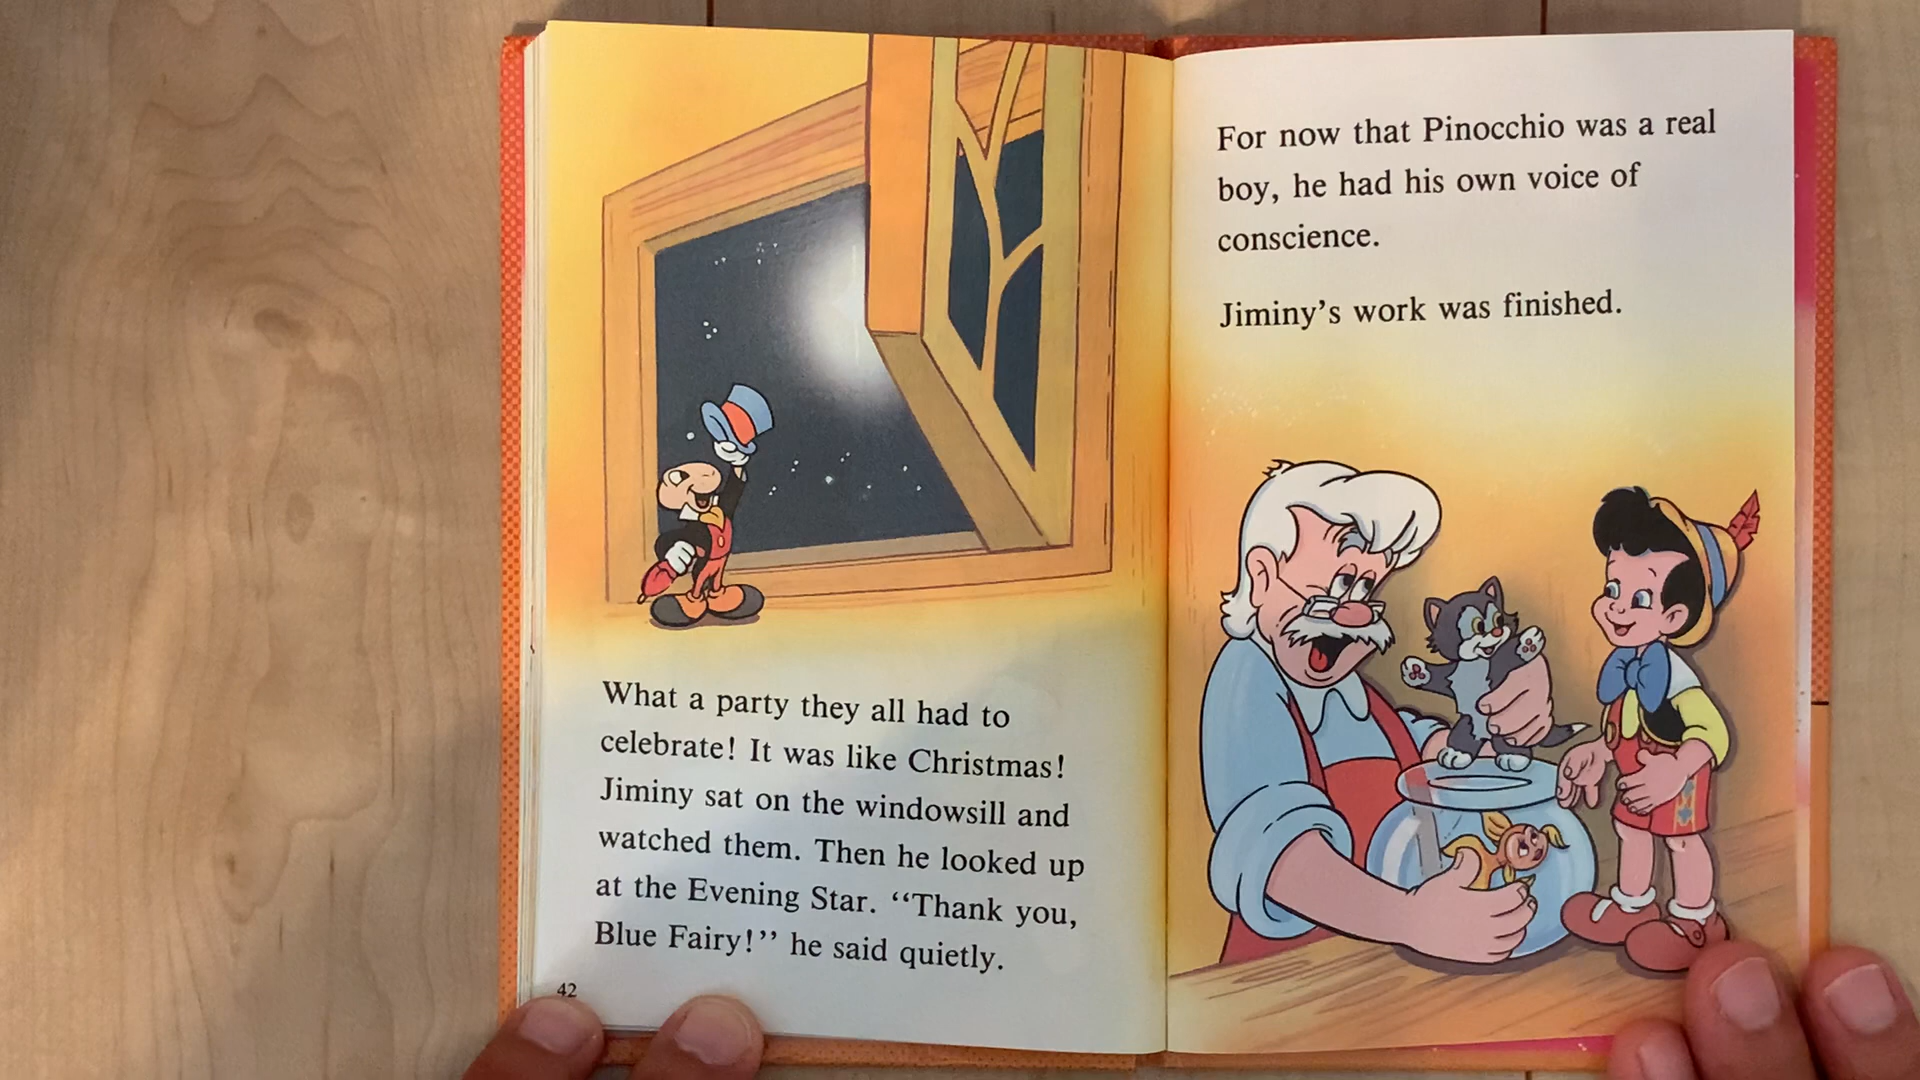 What a party they all had to
celebrate! It was like Christmas!
Jiminy sat on the windowsill and
watched them. Then he looked up
at the Evening Star. ‘‘Thank you,
Blue Fairy!’’ he said quietly.
42
For now that Pinocchio was a real
boy, he had his own voice of
conscience.
Jiminy’s work was finished.